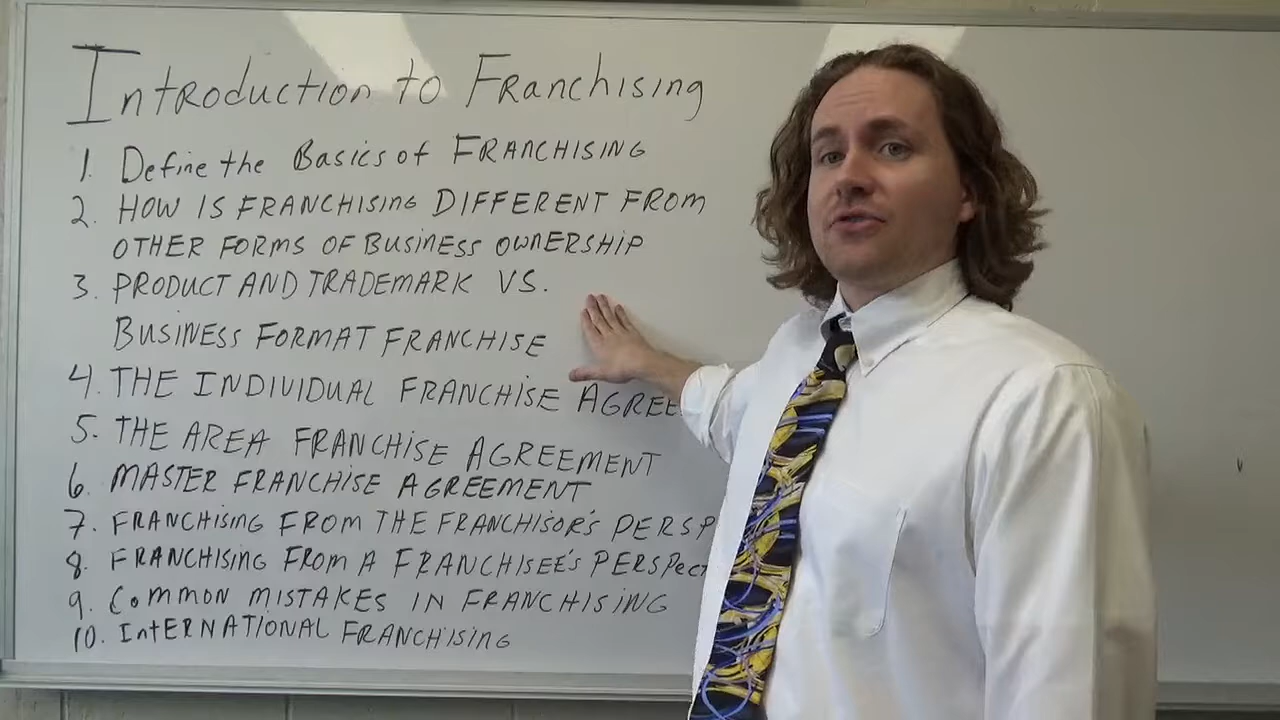 Introduction to Franchising
1. Define the Basics of FRANCHISING
2. HOW IS FRANCHISING DIFFERENT FROM
OTHER FORMS OF BUSINESS OWNERSHIP
3. PRODUCT AND TRADEMARK VS.
BUSINESS FORMAT FRANCHISE
4. THE INDIVIDUAL FRANCHISE AGREE
5. THE AREA FRANCHISE AGREEMENT
6. MASTER FRANCHISE AGREEMENT
7. FRANCHISING FROM THE FRANCHISOR'S PERSP
8. FRANCHISING FROM A FRANCHISEE'S PERSPECT
9. COMMON MISTAKES IN FRANCHISING
10. INTERNATIONAL FRANCHISING